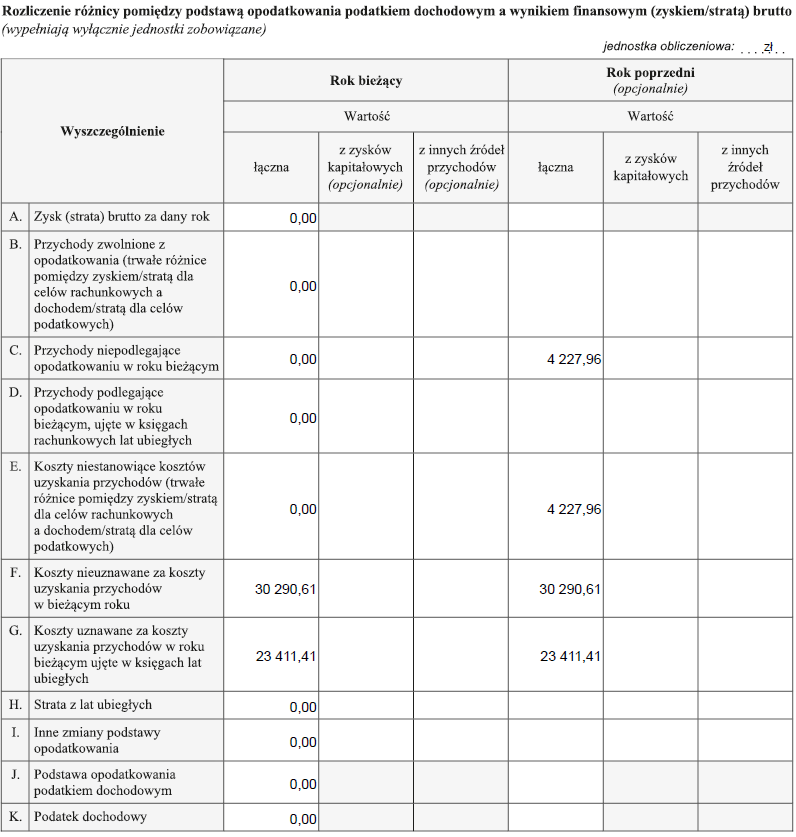 Rozliczenie różnicy pomiędzy podstawą opodatkowania podatkiem dochodowym a wynikiem finansowym (zyskiem/stratą) brutto
(wypełniają wyłącznie jednostki zobowiązane)
jednostka obliczeniowa: . . . zł . . .
Wyszczególnienie
Rok bieżący
Rok poprzedni
(opcjonalnie)
Wartość
Wartość
łączna
z zysków
kapitałowych
(opcjonalnie)
z innych źródeł
przychodów
(opcjonalnie)
łączna
z zysków
kapitałowych
z innych
źródeł
przychodów
A. Zysk (strata) brutto za dany rok 0,00
B. Przychody zwolnione z
opodatkowania (trwałe różnice
pomiędzy zyskiem/stratą dla
celów rachunkowych a
dochodem/stratą dla celów
podatkowych)
0,00
C. Przychody niepodlegające
opodatkowaniu w roku bieżącym
0,00 4 227,96
D. Przychody podlegające
opodatkowaniu w roku
bieżącym, ujęte w księgach
rachunkowych lat ubiegłych
0,00
E. Koszty niestanowiące kosztów
uzyskania przychodów (trwałe
różnice pomiędzy zyskiem/stratą
dla celów rachunkowych
a dochodem/stratą dla celów
podatkowych)
0,00 4 227,96
F. Koszty nieuznawane za koszty
uzyskania przychodów
w bieżącym roku
30 290,61 30 290,61
G. Koszty uznawane za koszty
uzyskania przychodów w roku
bieżącym ujęte w księgach lat
ubiegłych
23 411,41 23 411,41
H. Strata z lat ubiegłych 0,00
I. Inne zmiany podstawy
opodatkowania
0,00
J. Podstawa opodatkowania
podatkiem dochodowym
0,00
K. Podatek dochodowy 0,00